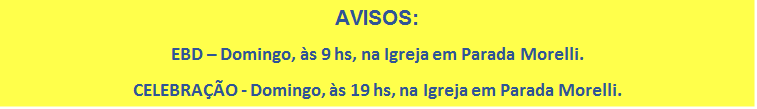 AVISOS:
EBD – Domingo, às 9 hs, na Igreja em Parada Morelli.
CELEBRAÇÃO - Domingo, às 19 hs, na Igreja em Parada Morelli.